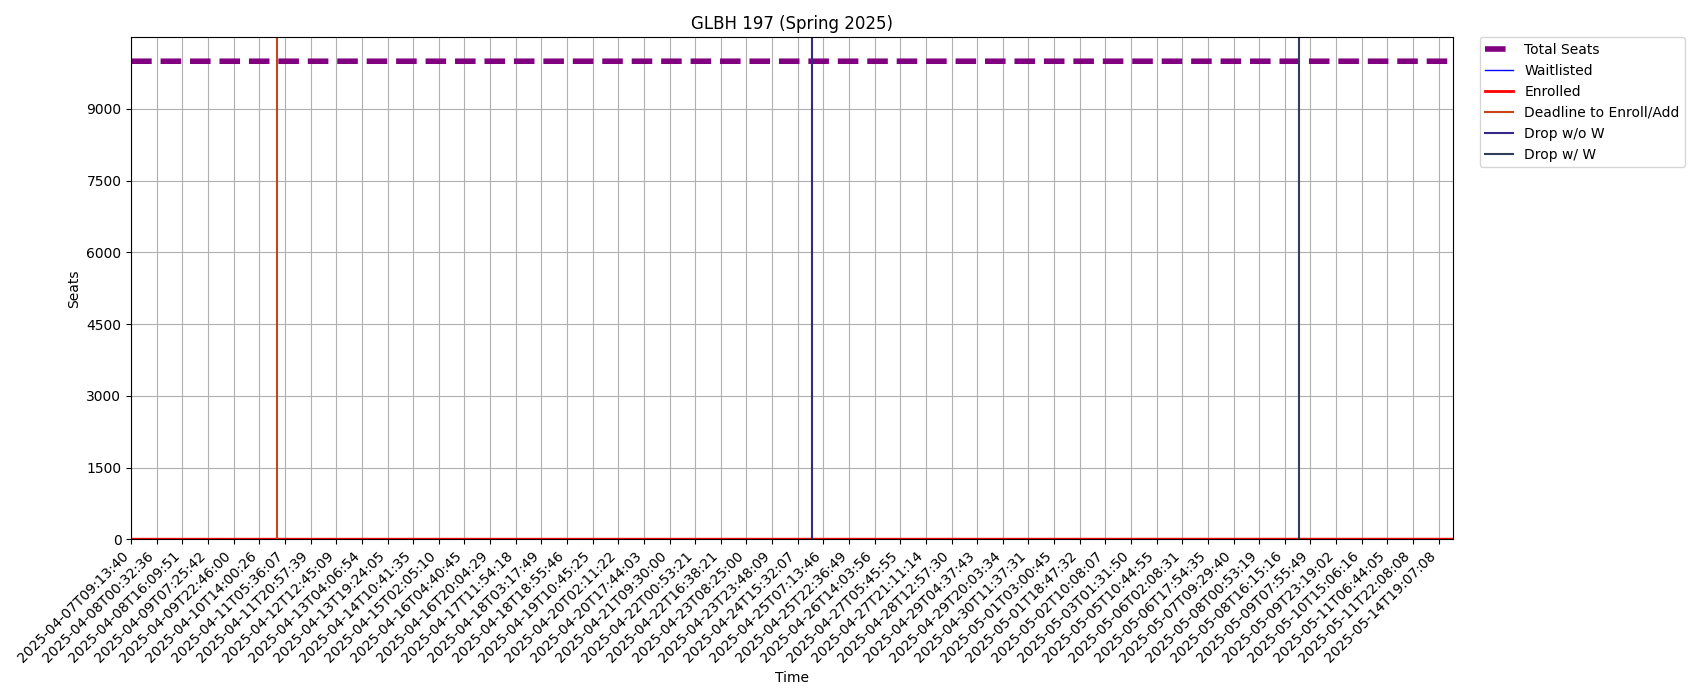 GLBH 197 (Spring 2025)
Total Seats
Waitlisted
Enrolled
Deadline to Enroll/Add
Drop w/o W
Drop w/ W
Seats
9000
7500
6000
4500
3000
1500
0
2025-04-07T09:13:40
2025-04-08T00:32:36
2025-04-08T16:09:51
2025-04-09T07:25:42
2025-04-09T22:46:00
2025-04-10T14:00:26
2025-04-11T05:36:07
2025-04-11T20:57:39
2025-04-12T12:45:09
2025-04-13T04:06:54
2025-04-13T19:24:05
2025-04-14T10:41:35
2025-04-15T02:05:10
2025-04-16T04:40:45
2025-04-16T20:04:29
2025-04-17T11:54:18
2025-04-18T03:17:49
2025-04-18T18:55:46
2025-04-19T10:45:25
2025-04-20T02:11:22
2025-04-20T17:44:03
2025-04-21T09:30:00
2025-04-22T00:53:21
2025-04-22T16:38:21
2025-04-23T08:25:00
2025-04-23T23:48:09
2025-04-24T15:32:07
2025-04-25T07:13:46
2025-04-25T22:36:49
2025-04-26T14:03:56
2025-04-27T05:45:55
2025-04-27T21:11:14
2025-04-28T12:57:30
2025-04-29T04:37:43
2025-04-29T20:03:34
2025-04-30T11:37:31
2025-05-01T03:00:45
2025-05-01T18:47:32
2025-05-02T10:08:07
2025-05-03T01:31:50
2025-05-05T10:44:55
2025-05-06T02:08:31
2025-05-06T17:54:35
2025-05-07T09:29:40
2025-05-08T00:53:19
2025-05-08T16:15:16
2025-05-09T07:55:49
2025-05-09T23:19:02
2025-05-10T15:06:16
2025-05-11T06:44:05
2025-05-11T22:08:08
2025-05-14T19:07:08
Time